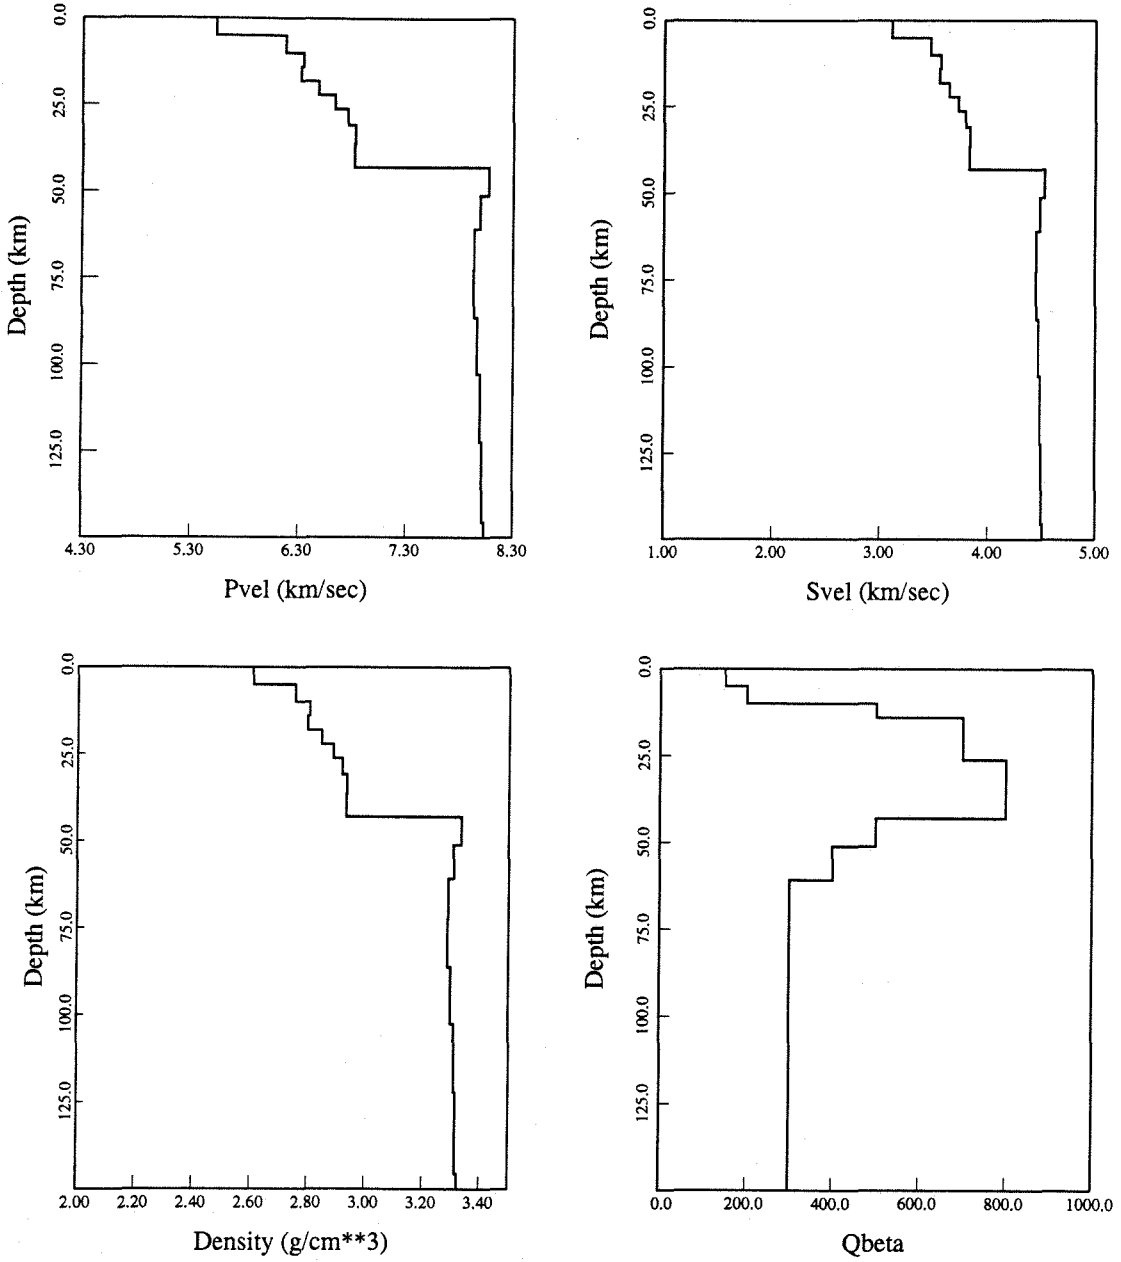 0.0
25.0
50.0
75.0
100.0
125.0
Depth (km)
4.30 5.30 6.30 7.30 8.30
Pvel (km/sec)
0.0
25.0
50.0
75.0
100.0
125.0
Depth (km)
1.00 2.00 3.00 4.00 5.00
Svel (km/sec)
0.0
25.0
50.0
75.0
100.0
125.0
Depth (km)
2.00 2.20 2.40 2.60 2.80 3.00 3.20 3.40
Density (g/cm**3)
0.0
25.0
50.0
75.0
100.0
125.0
Depth (km)
0.0 200.0 400.0 600.0 800.0 1000.0
Qbeta